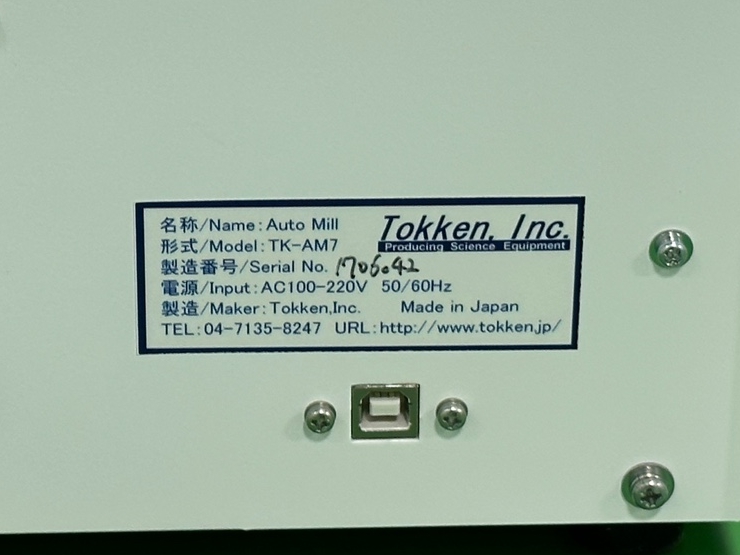 名称/Name: Auto Mill
Tokken, Inc.
Producing Science Equipment
形式/Model: TK-AM7
製造番号/Serial No. 1706042
電源/Input: AC100-220V 50/60Hz
製造/Maker: Tokken,Inc. Made in Japan
TEL: 04-7135-8247 URL: http://www.tokken.jp/